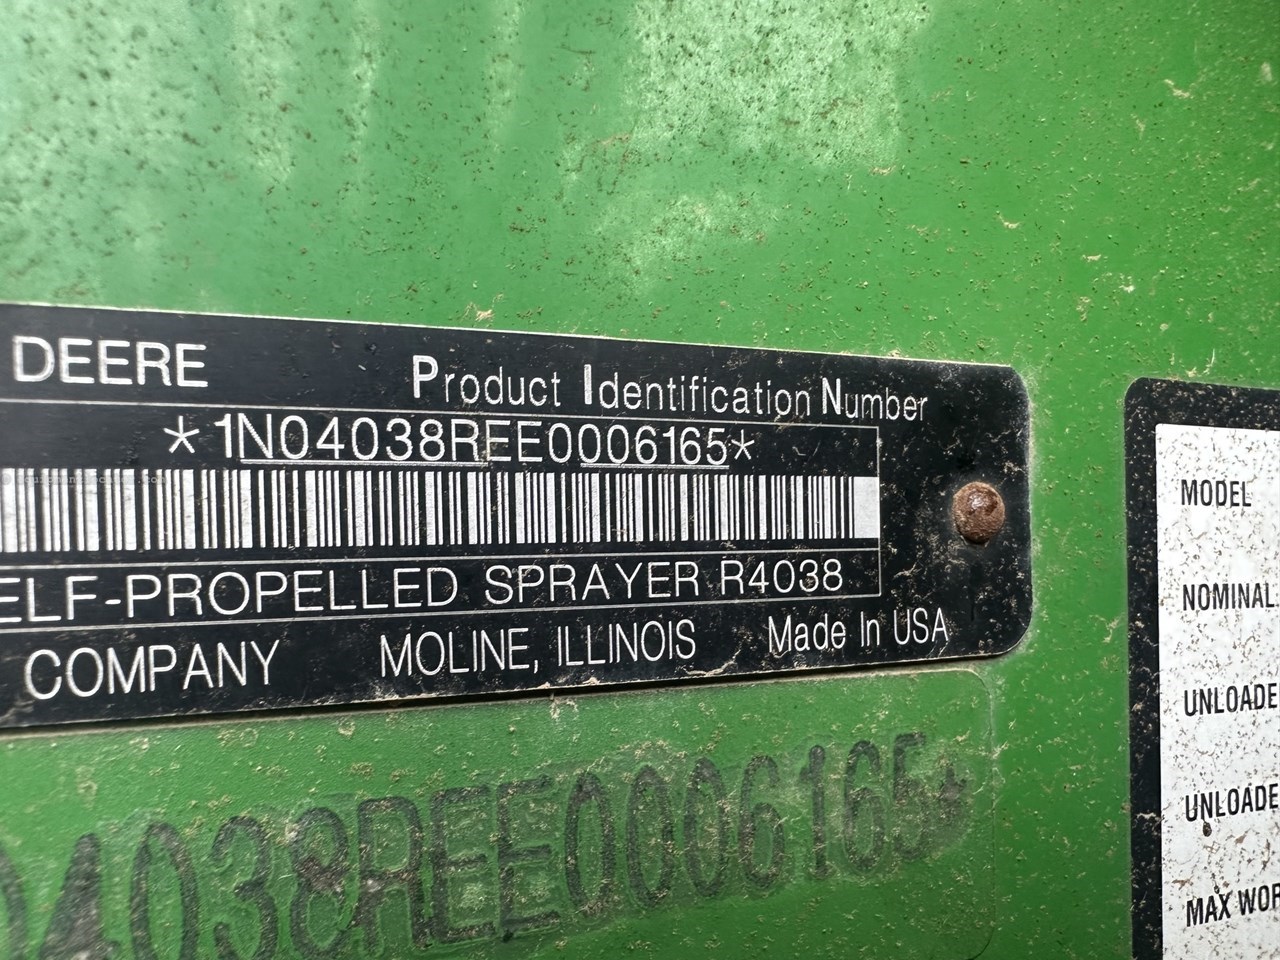 DEERE
Product Identification Number
*1N04038REE0006165*
ELF-PROPELLED SPRAYER R4038
COMPANY MOLINE, ILLINOIS Made In USA
04038REE0006165*
MODEL
NOMINAL
UNLOADE
UNLOADE
MAX WOR